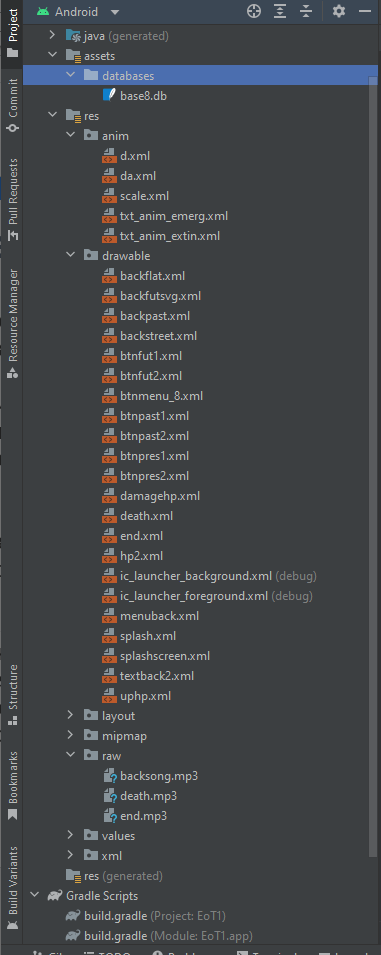 Android
java (generated)
assets
databases
base8.db
res
anim
d.xml
da.xml
scale.xml
txt_anim_emerg.xml
txt_anim_extin.xml
drawable
backflat.xml
backfutsvg.xml
backpast.xml
backstreet.xml
btnfut1.xml
btnfut2.xml
btnmenu_8.xml
btnpast1.xml
btnpast2.xml
btnpres1.xml
btnpres2.xml
damagehp.xml
death.xml
end.xml
hp2.xml
ic_launcher_background.xml (debug)
ic_launcher_foreground.xml (debug)
menuback.xml
splash.xml
splashscreen.xml
textback2.xml
uphp.xml
layout
mipmap
raw
backsong.mp3
death.mp3
end.mp3
values
xml
res (generated)
Gradle Scripts
build.gradle (Project: EoT1)
build.gradle (Module: EoT1.app)
Project
Commit
Pull Requests
Resource Manager
Structure
Bookmarks
Build Variants